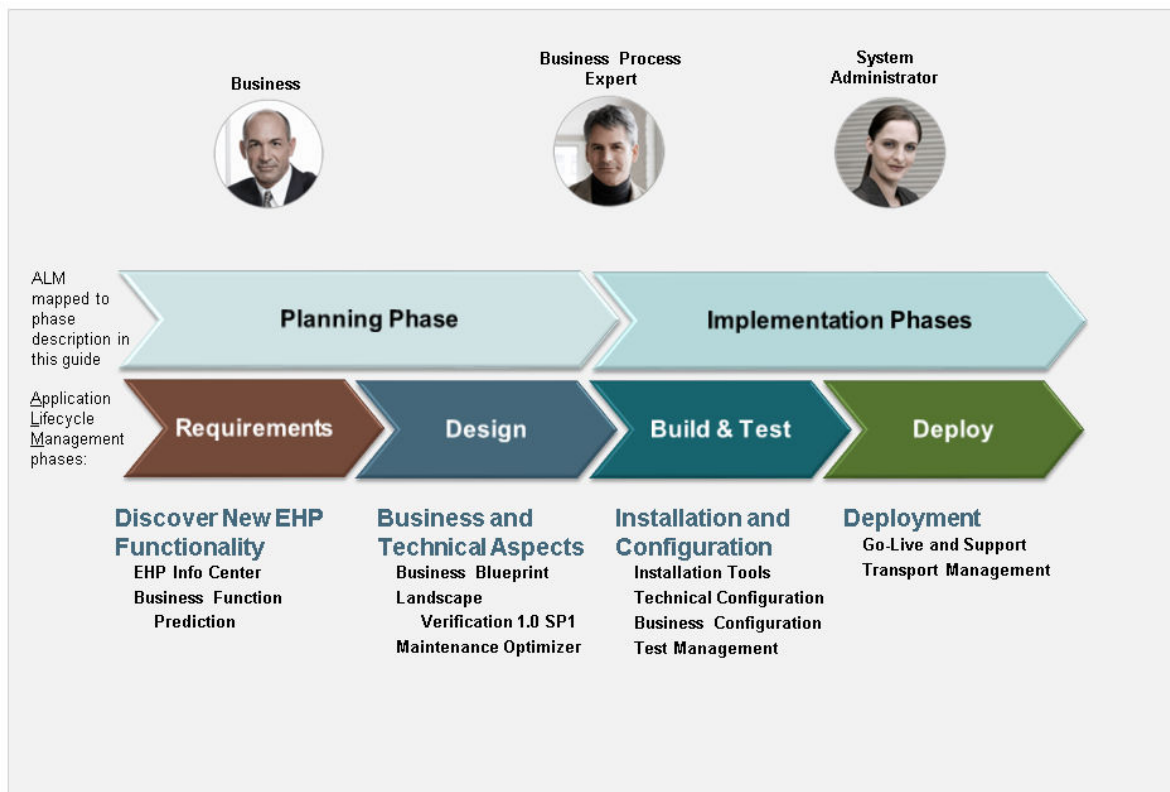 Business
Business Process
Expert
System
Administrator
ALM
mapped to
phase
description in
this guide
Planning Phase
Implementation Phases
Application
Lifecycle
Management
phases:
Requirements
Design
Build & Test
Deploy
Discover New EHP
Functionality
EHP Info Center
Business Function
Prediction
Business and
Technical Aspects
Business Blueprint
Landscape
Verification 1.0 SP1
Maintenance Optimizer
Installation and
Configuration
Installation Tools
Technical Configuration
Business Configuration
Test Management
Deployment
Go-Live and Support
Transport Management